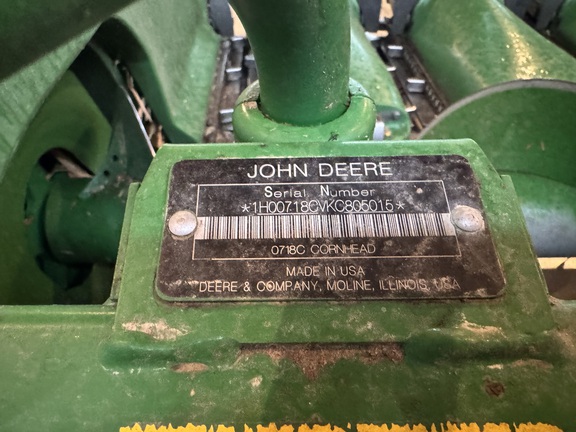 JOHN DEERE
Serial Number
*1H00718CVKC805015*
0718C CORNHEAD
MADE IN USA
DEERE & COMPANY, MOLINE, ILLINOIS, USA